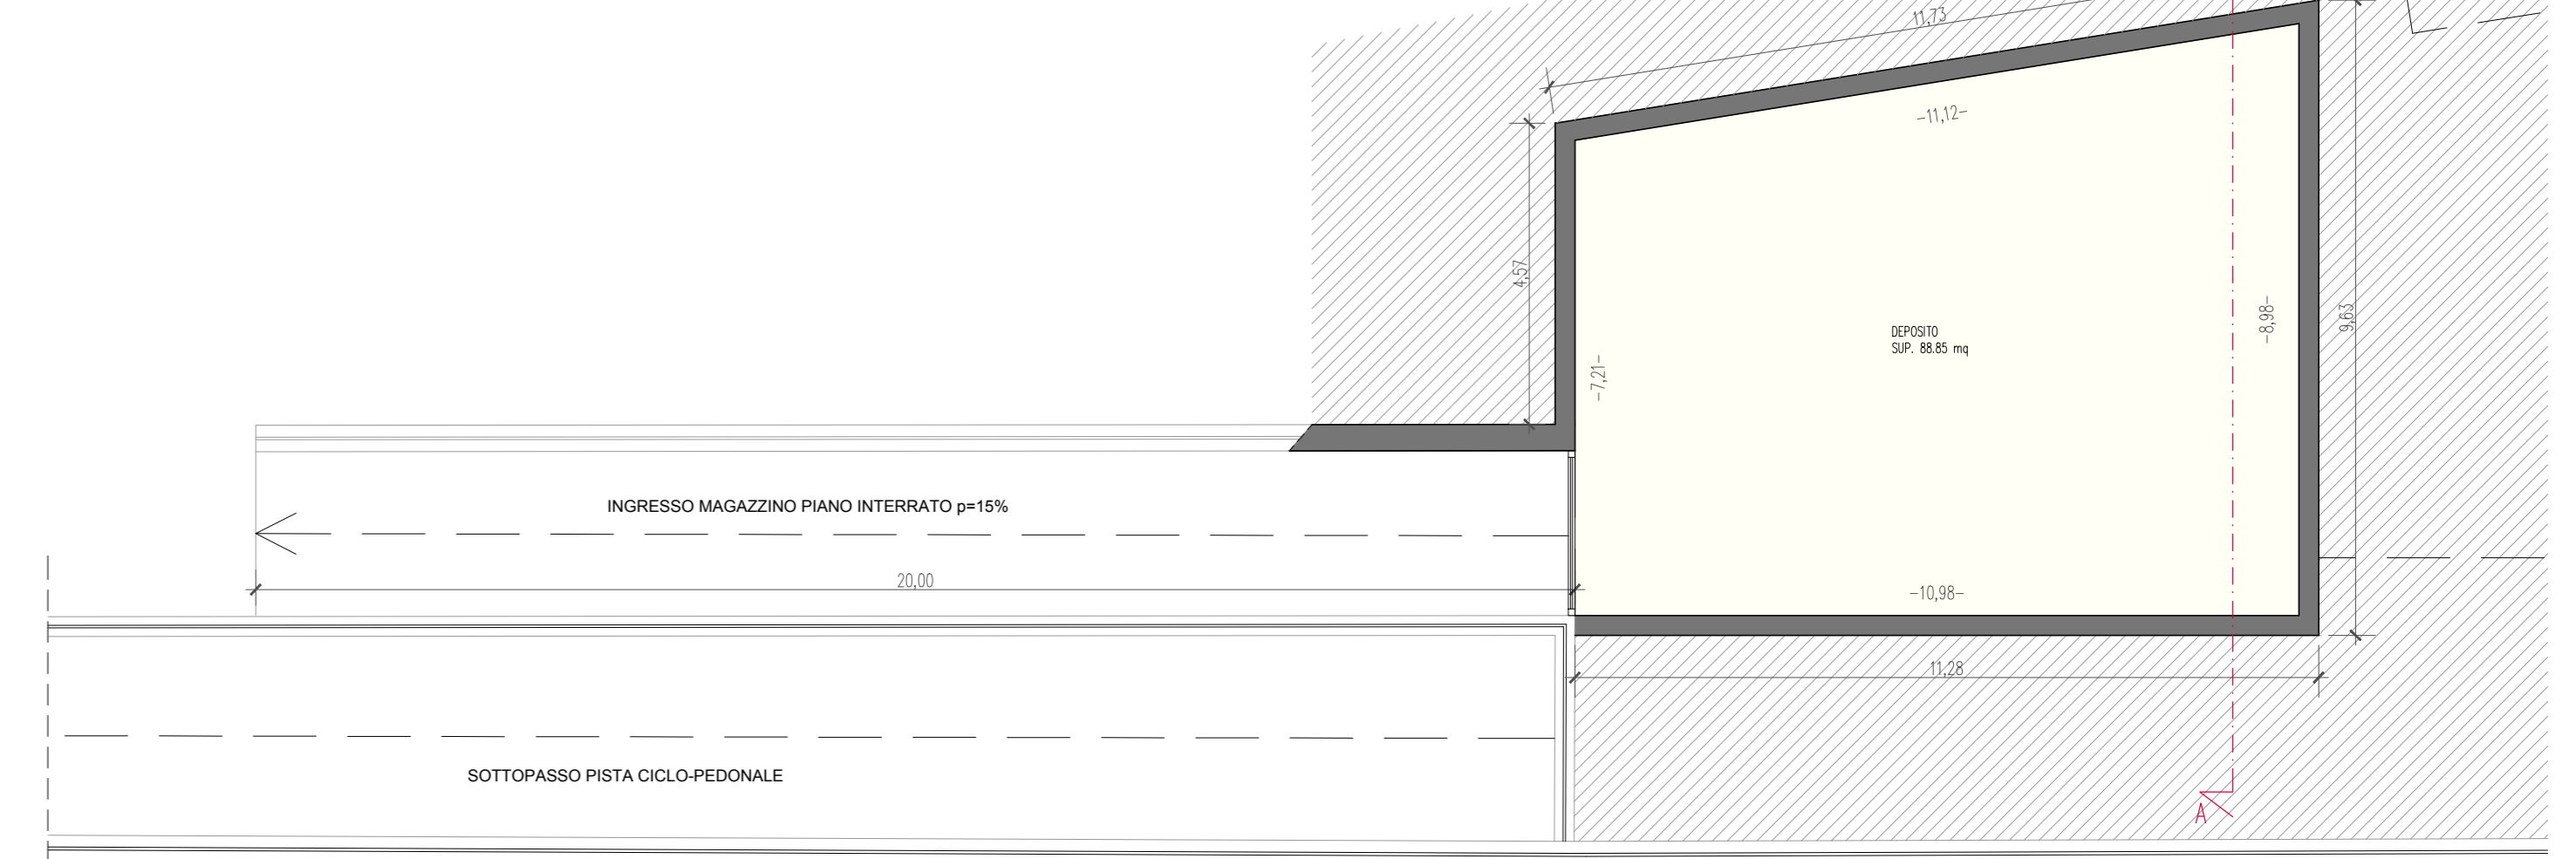 11,73
-11,12-
4,57
DEPOSITO
SUP. 88.85 mq
-8,98-
9,63
-7,21-
INGRESSO MAGAZZINO PIANO INTERRATO p=15%
20,00
-10,98-
11,28
SOTTOPASSO PISTA CICLO-PEDONALE
A